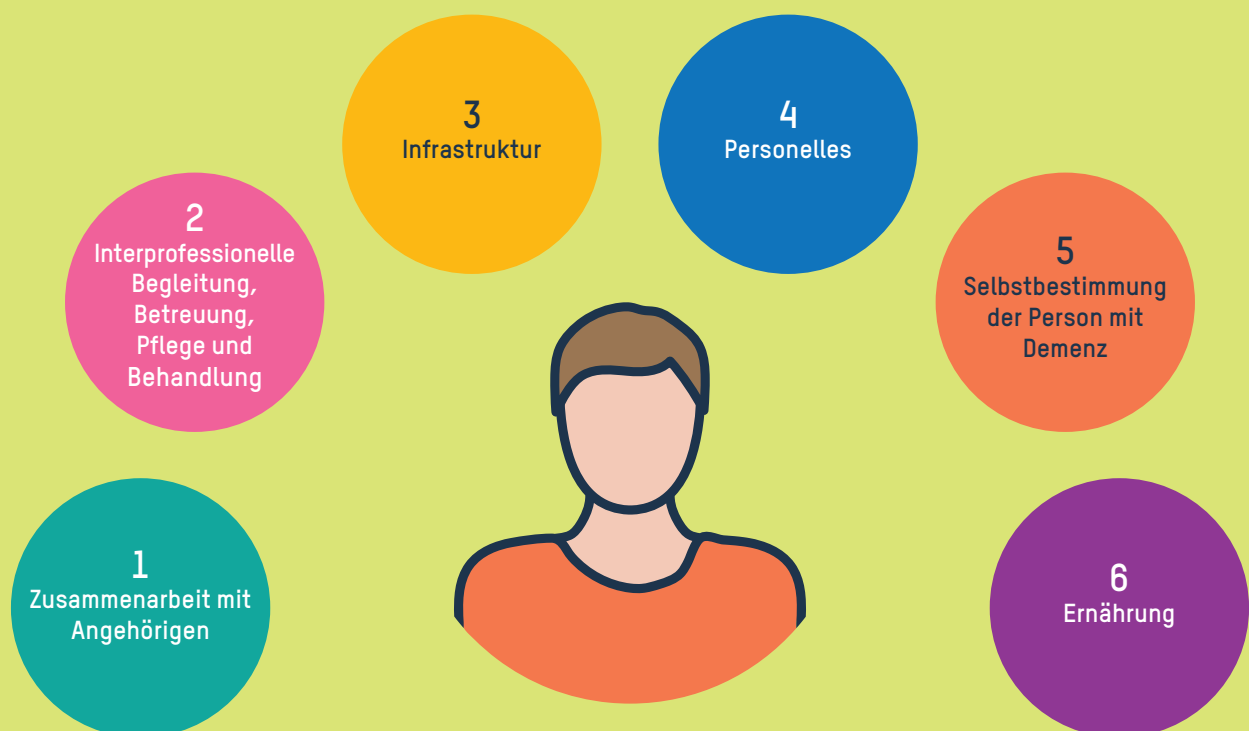 1
Zusammenarbeit mit
Angehörigen
2
Interprofessionelle
Begleitung,
Betreuung,
Pflege und
Behandlung
3
Infrastruktur
4
Personelles
5
Selbstbestimmung
der Person mit
Demenz
6
Ernährung